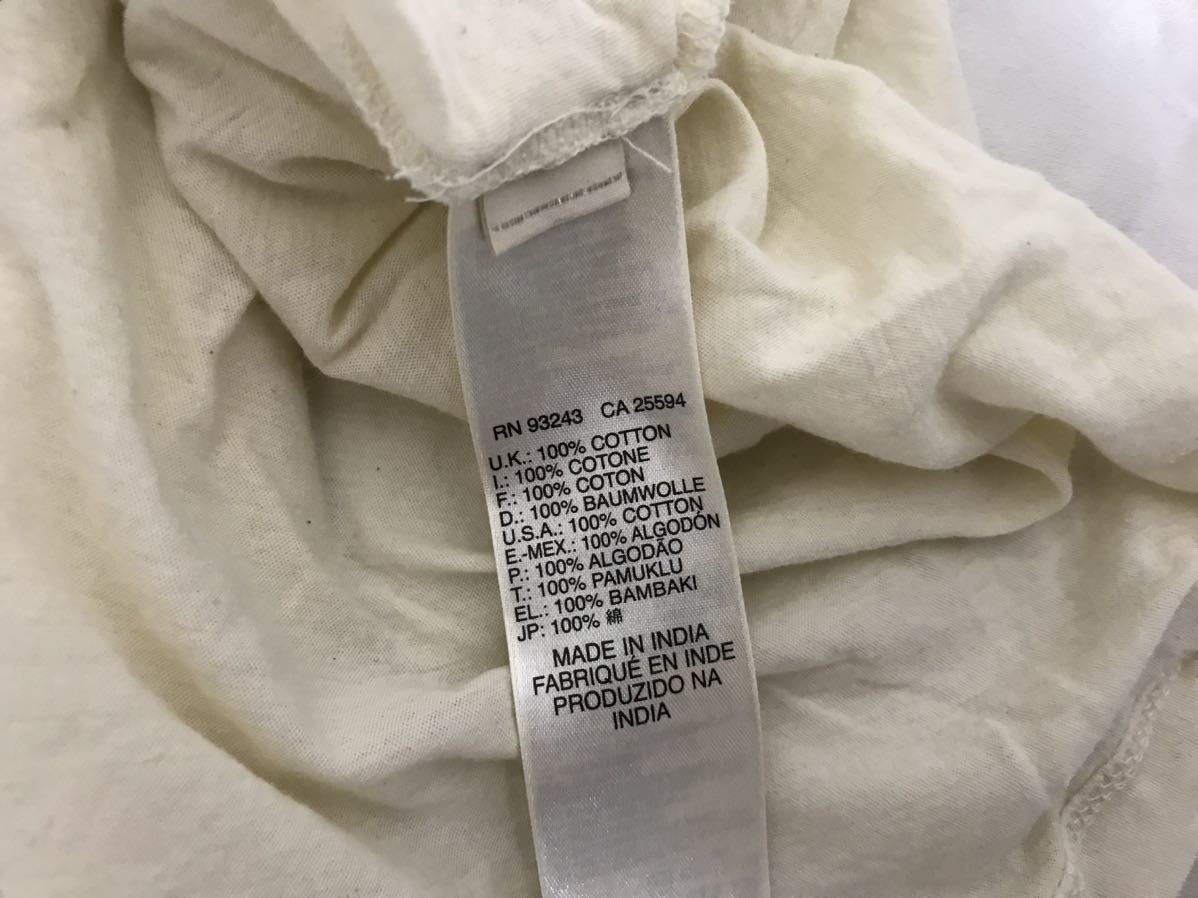 RN 93243 CA 25594
U.K.: 100% COTTON
I.: 100% COTONE
F.: 100% COTON
D.: 100% BAUMWOLLE
U.S.A.: 100% COTTON
E.-MEX.: 100% ALGODÓN
P.: 100% ALGODÃO
T.: 100% PAMUKLU
EL.: 100% BAMBAKI
JP: 100% 綿
MADE IN INDIA
FABRIQUÉ EN INDE
PRODUZIDO NA
INDIA